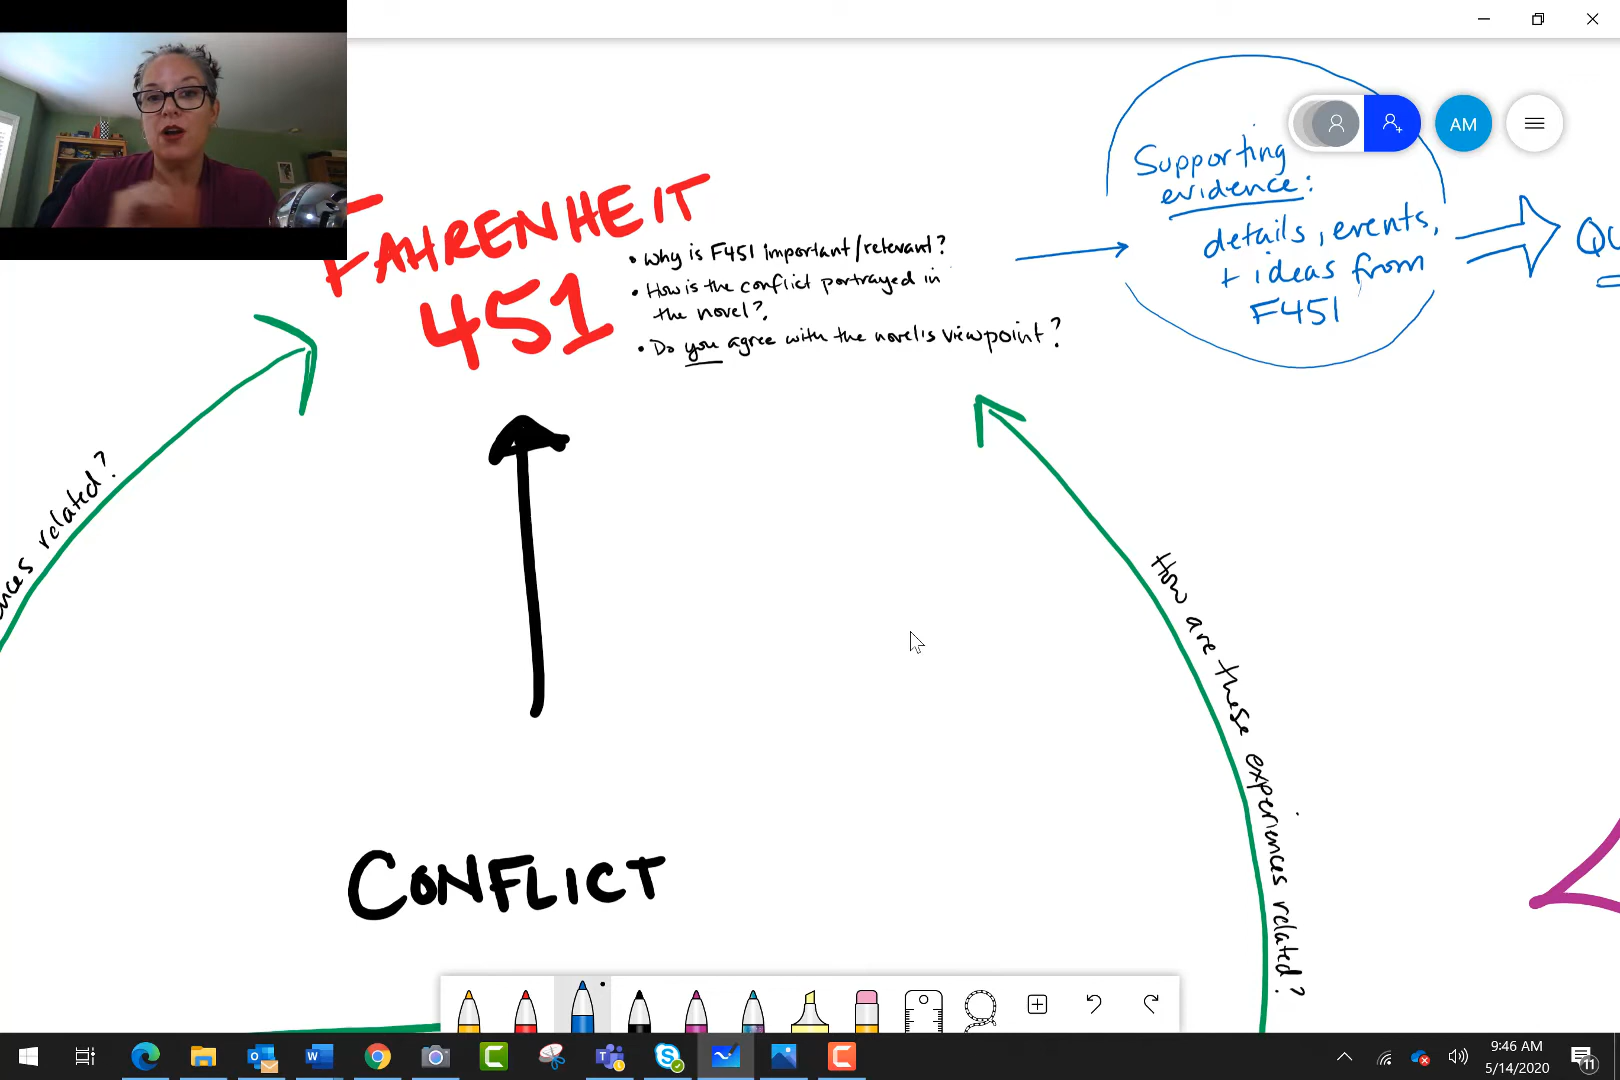 FAHRENHEIT
451
• Why is F451 important/relevant?
• How is the conflict portrayed in
the novel?
• Do you agree with the novel's viewpoint?
Supporting
evidence:
details, events,
+ ideas from
F451
QU
AM
related?
How are these experiences related?
CONFLICT
9:46 AM
5/14/2020
11